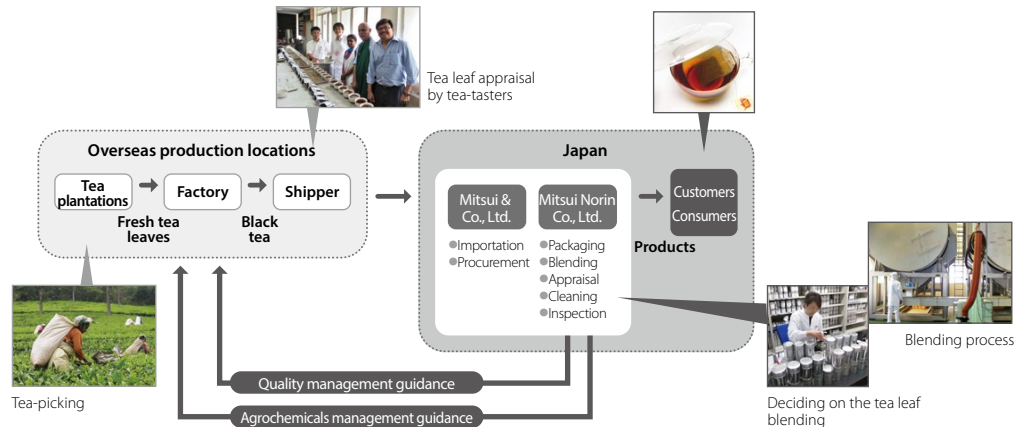 Tea leaf appraisal
by tea-tasters
Overseas production locations
Tea
plantations
Factory
Shipper
Fresh tea
leaves
Black
tea
Japan
Mitsui &
Co., Ltd.
●Importation
●Procurement
Mitsui Norin
Co., Ltd.
●Packaging
●Blending
●Appraisal
●Cleaning
●Inspection
Products
Customers
Consumers
Quality management guidance
Agrochemicals management guidance
Tea-picking
Deciding on the tea leaf
blending
Blending process